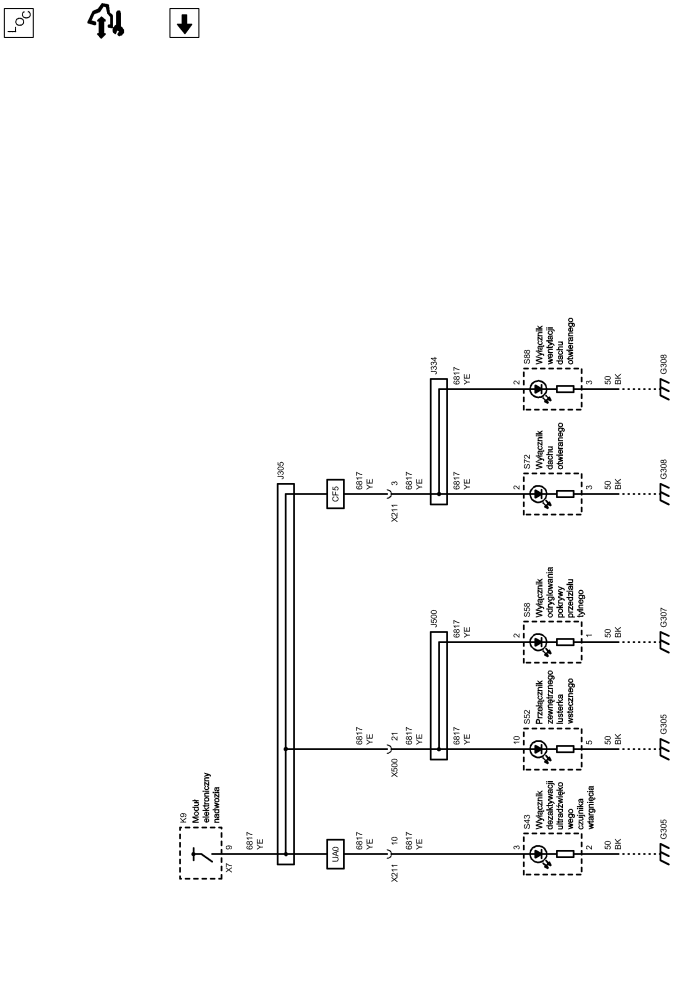 LOC
K9
Moduł
elektroniczny
nadwozia
9
X7
6817
YE
J305
UA0
CF5
6817
YE
10
X211
6817
YE
6817
YE
21
X500
6817
YE
6817
YE
3
X211
6817
YE
J500
J334
6817
YE
6817
YE
6817
YE
6817
YE
3
S43
Wyłącznik
dezaktywacji
ultradźwięko
wego
czujnika
wtargnięcia
2
50
BK
G305
10
S52
Przełącznik
zewnętrznego
lusterka
wstecznego
5
50
BK
G305
2
S58
Wyłącznik
odryglowania
pokrywy
przedziału
tylnego
1
50
BK
G307
2
S72
Wyłącznik
dachu
otwieranego
3
50
BK
G308
2
S88
Wyłącznik
wentylacji
dachu
otwieranego
3
50
BK
G308